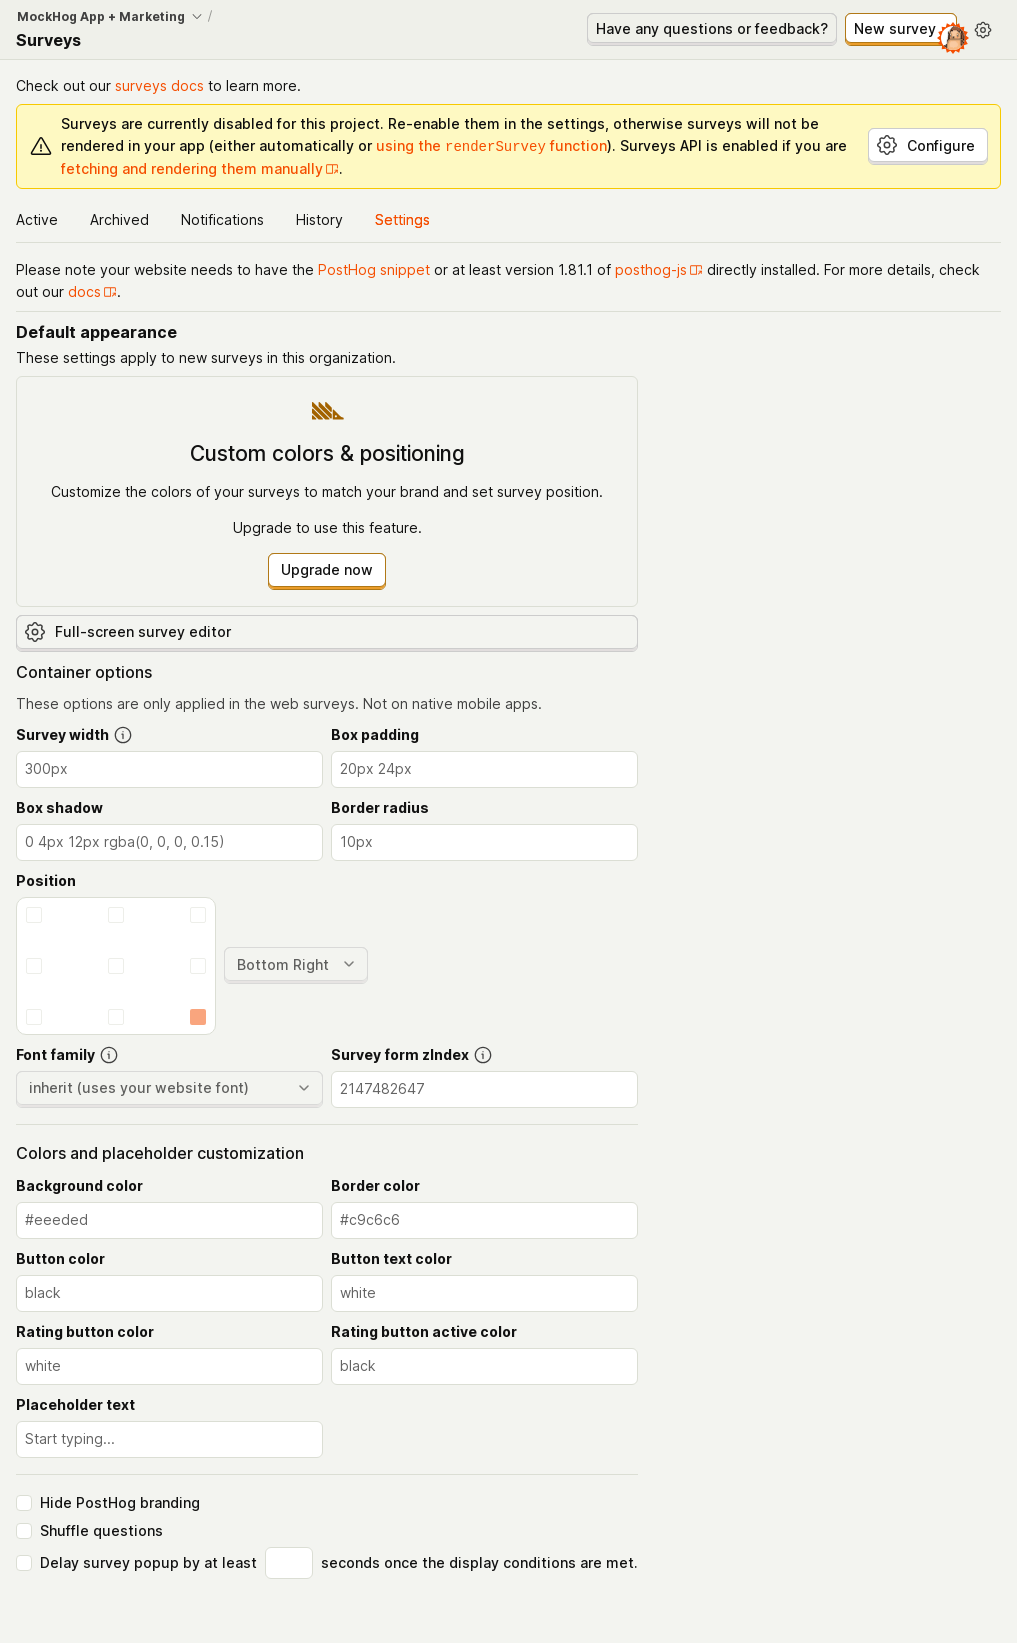 MockHog App + Marketing /
Surveys
Have any questions or feedback?
New survey
Check out our surveys docs to learn more.
Surveys are currently disabled for this project. Re-enable them in the settings, otherwise surveys will not be
rendered in your app (either automatically or using the renderSurvey function). Surveys API is enabled if you are
fetching and rendering them manually.
Configure
Active Archived Notifications History Settings
Please note your website needs to have the PostHog snippet or at least version 1.81.1 of posthog-js directly installed. For more details, check
out our docs.
Default appearance
These settings apply to new surveys in this organization.
Custom colors & positioning
Customize the colors of your surveys to match your brand and set survey position.
Upgrade to use this feature.
Upgrade now
Full-screen survey editor
Container options
These options are only applied in the web surveys. Not on native mobile apps.
Survey width Box padding
300px 20px 24px
Box shadow Border radius
0 4px 12px rgba(0, 0, 0, 0.15) 10px
Position
Bottom Right
Font family Survey form zIndex
inherit (uses your website font) 2147482647
Colors and placeholder customization
Background color Border color
#eeeded #c9c6c6
Button color Button text color
black white
Rating button color Rating button active color
white black
Placeholder text
Start typing...
Hide PostHog branding
Shuffle questions
Delay survey popup by at least seconds once the display conditions are met.